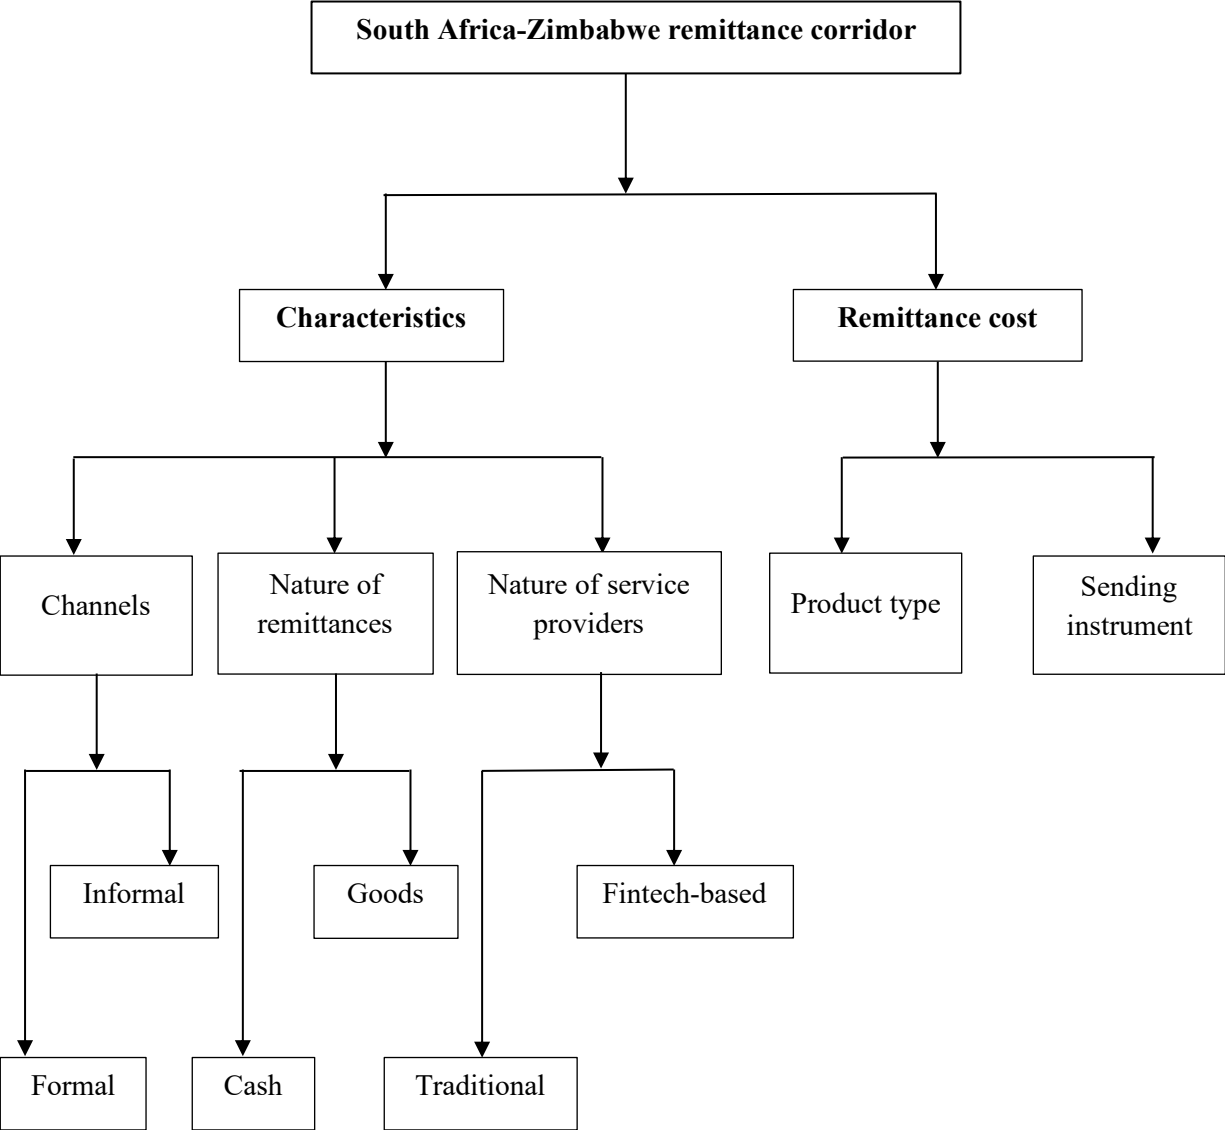 South Africa-Zimbabwe remittance corridor
Characteristics
Remittance cost
Channels
Nature of
remittances
Nature of service
providers
Product type
Sending
instrument
Informal
Goods
Fintech-based
Formal
Cash
Traditional